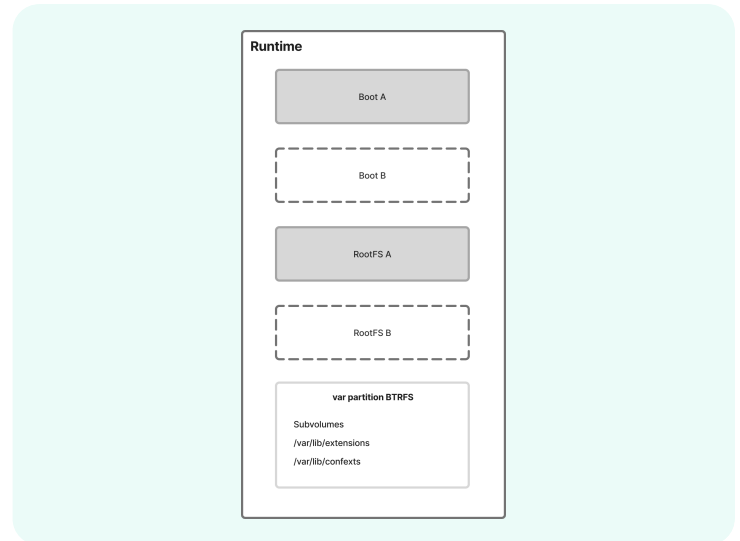 Runtime
Boot A
Boot B
RootFS A
RootFS B
var partition BTRFS
Subvolumes
/var/lib/extensions
/var/lib/confexts